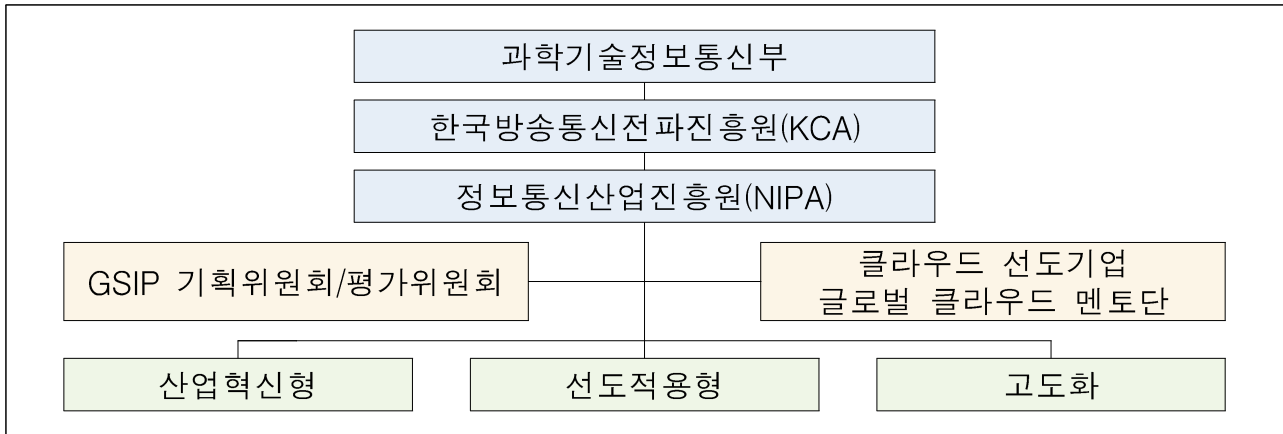 과학기술정보통신부
한국방송통신전파진흥원(KCA)
정보통신산업진흥원(NIPA)
GSIP 기획위원회/평가위원회
클라우드 선도기업
글로벌 클라우드 멘토단
산업혁신형
선도적용형
고도화